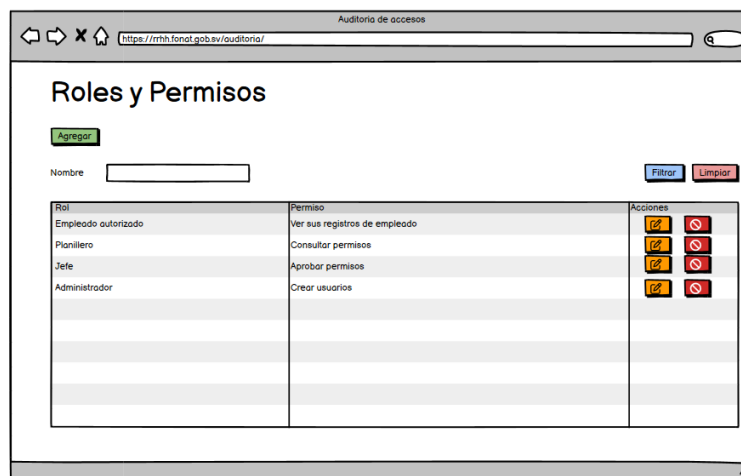 Auditoria de accesos
https://rrhh.fonat.gob.sv/auditoria/
Roles y Permisos
Agregar
Nombre
Filtrar Limpiar
Rol Permiso Acciones
Empleado autorizado Ver sus registros de empleado
Planillero Consultar permisos
Jefe Aprobar permisos
Administrador Crear usuarios